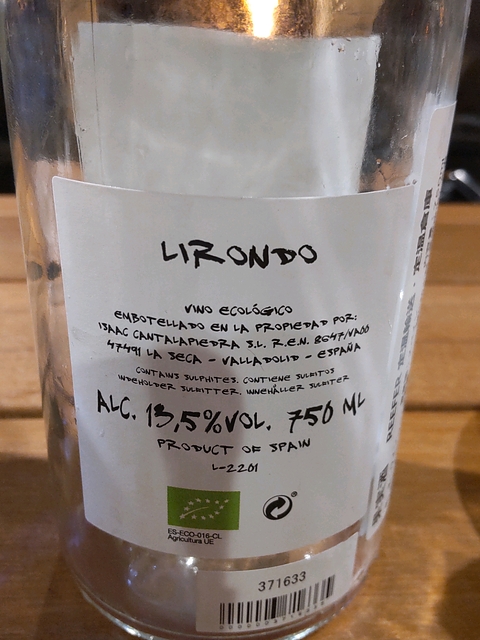 LIRONDO
VINO ECOLÓGICO
EMBOTELLADO EN LA PROPIEDAD POR:
ISAAC CANTALAPIEDRA S.L. R.E.N. 8647/VA00
47491 LA SECA - VALLADOLID - ESPAÑA
CONTAINS SULPHITES. CONTIENE SULFITOS
INDEHOLDER SULFITTER. INNEHÅLLER SULFITER
ALC. 13,5%VOL. 750 ML
PRODUCT OF SPAIN
L-2201
ES-ECO-016-CL
Agricultura UE
371633